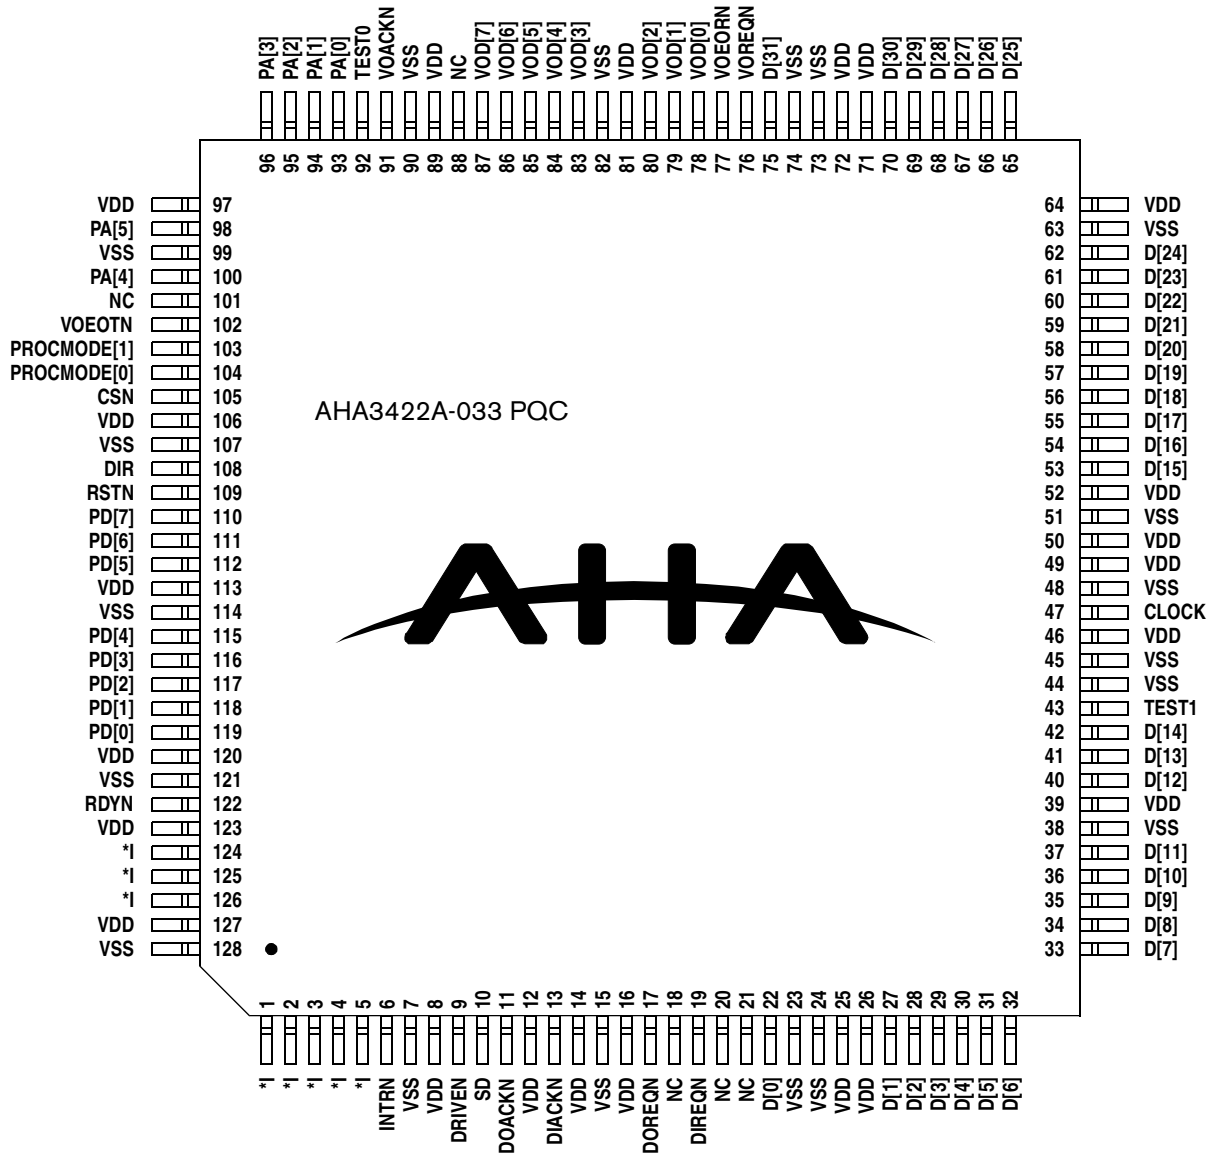 PA[3] PA[2] PA[1] PA[0] TEST0 VOACKN VSS VDD NC VOD[7] VOD[6] VOD[5] VOD[4] VOD[3] VSS VDD VOD[2] VOD[1] VOD[0] VOEORN VOREQN D[31] VSS VSS VDD VDD D[30] D[29] D[28] D[27] D[26] D[25]
96 95 94 93 92 91 90 89 88 87 86 85 84 83 82 81 80 79 78 77 76 75 74 73 72 71 70 69 68 67 66 65
VDD 97 64 VDD
PA[5] 98 63 VSS
VSS 99 62 D[24]
PA[4] 100 61 D[23]
NC 101 60 D[22]
VOEOTN 102 59 D[21]
PROCMODE[1] 103 58 D[20]
PROCMODE[0] 104 57 D[19]
CSN 105 56 D[18]
AHA3422A-033 PQC
VDD 106 55 D[17]
VSS 107 54 D[16]
DIR 108 53 D[15]
RSTN 109 52 VDD
PD[7] 110 51 VSS
PD[6] 111 50 VDD
PD[5] 112 49 VDD
VDD 113 48 VSS
AHA
VSS 114 47 CLOCK
PD[4] 115 46 VDD
PD[3] 116 45 VSS
PD[2] 117 44 VSS
PD[1] 118 43 TEST1
PD[0] 119 42 D[14]
VDD 120 41 D[13]
VSS 121 40 D[12]
RDYN 122 39 VDD
VDD 123 38 VSS
*I 124 37 D[11]
*I 125 36 D[10]
*I 126 35 D[9]
VDD 127 34 D[8]
VSS 128 33 D[7]
1 2 3 4 5 6 7 8 9 10 11 12 13 14 15 16 17 18 19 20 21 22 23 24 25 26 27 28 29 30 31 32
*I *I *I *I *I INTRN VSS VDD DRIVEN SD DOACKN VDD DIACKN VDD VSS VDD DOREQN NC DIREQN NC NC D[0] VSS VSS VDD VDD D[1] D[2] D[3] D[4] D[5] D[6]